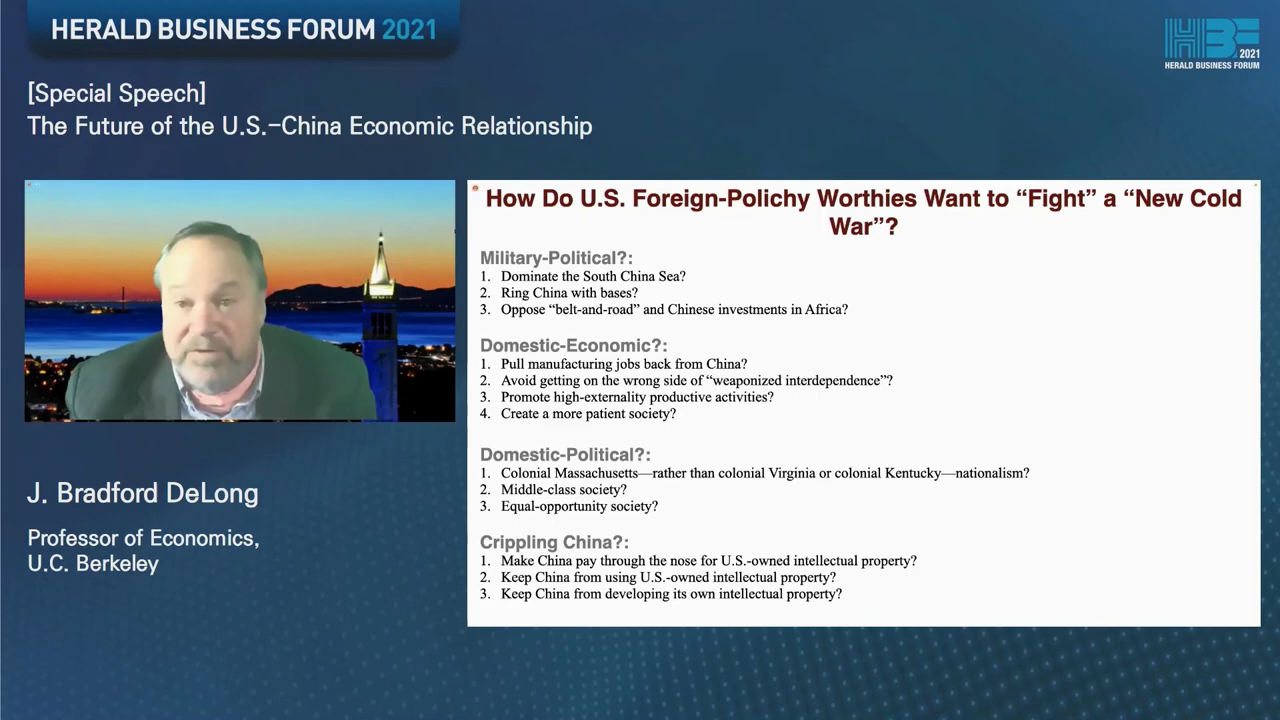 HERALD BUSINESS FORUM 2021
HBF 2021
HERALD BUSINESS FORUM
[Special Speech]
The Future of the U.S.-China Economic Relationship
How Do U.S. Foreign-Polichy Worthies Want to “Fight” a “New Cold
War”?
Military-Political?:
1. Dominate the South China Sea?
2. Ring China with bases?
3. Oppose “belt-and-road” and Chinese investments in Africa?
Domestic-Economic?:
1. Pull manufacturing jobs back from China?
2. Avoid getting on the wrong side of “weaponized interdependence”?
3. Promote high-externality productive activities?
4. Create a more patient society?
Domestic-Political?:
1. Colonial Massachusetts—rather than colonial Virginia or colonial Kentucky—nationalism?
2. Middle-class society?
3. Equal-opportunity society?
Crippling China?:
1. Make China pay through the nose for U.S.-owned intellectual property?
2. Keep China from using U.S.-owned intellectual property?
3. Keep China from developing its own intellectual property?
J. Bradford DeLong
Professor of Economics,
U.C. Berkeley